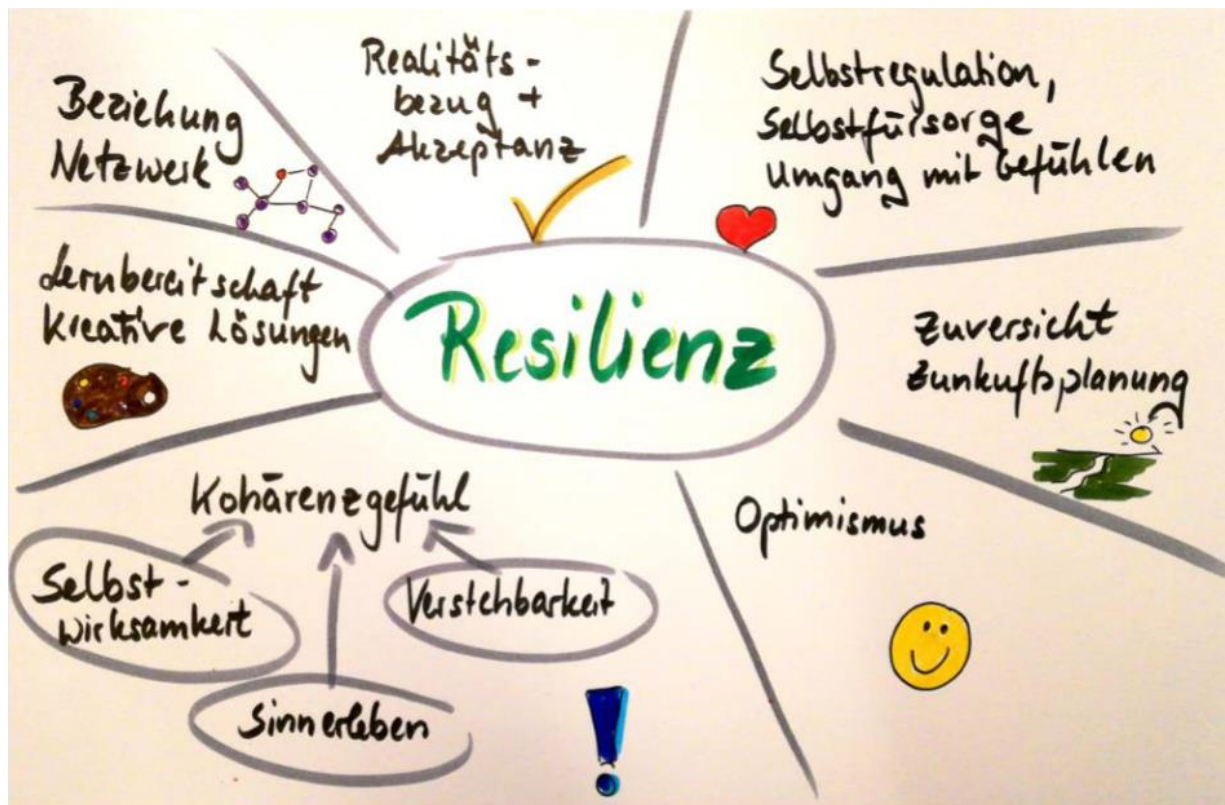 Resilienz
Beziehung
Netzwerk
Realitäts-
bezug +
Akzeptanz
Selbstregulation,
Selbstfürsorge
Umgang mit Gefühlen
Zuversicht
Zunkuftsplanung
Optimismus
Kohärenzgefühl
Selbst-
wirksamkeit
Sinnerleben
Verstehbarkeit
!
Lernbereitschaft
Kreative Lösungen